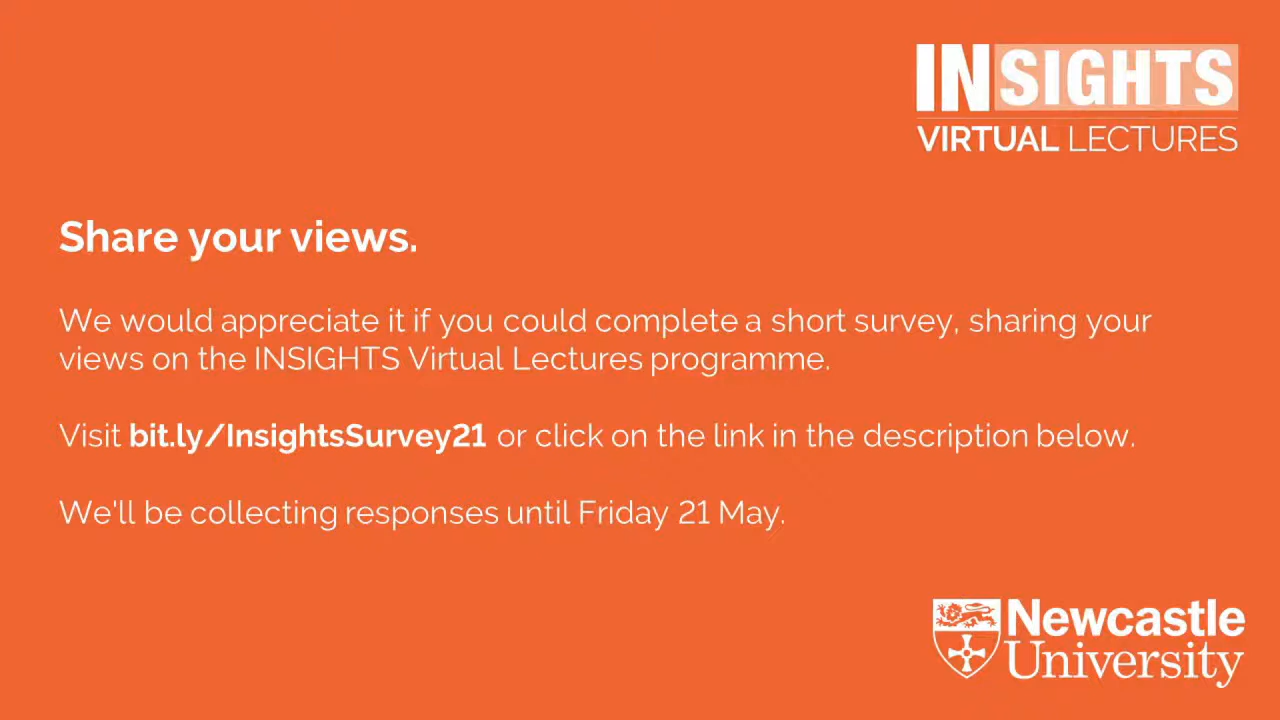 INSIGHTS
VIRTUAL LECTURES
Share your views.
We would appreciate it if you could complete a short survey, sharing your
views on the INSIGHTS Virtual Lectures programme.
Visit bit.ly/InsightsSurvey21 or click on the link in the description below.
We'll be collecting responses until Friday 21 May.
Newcastle
University